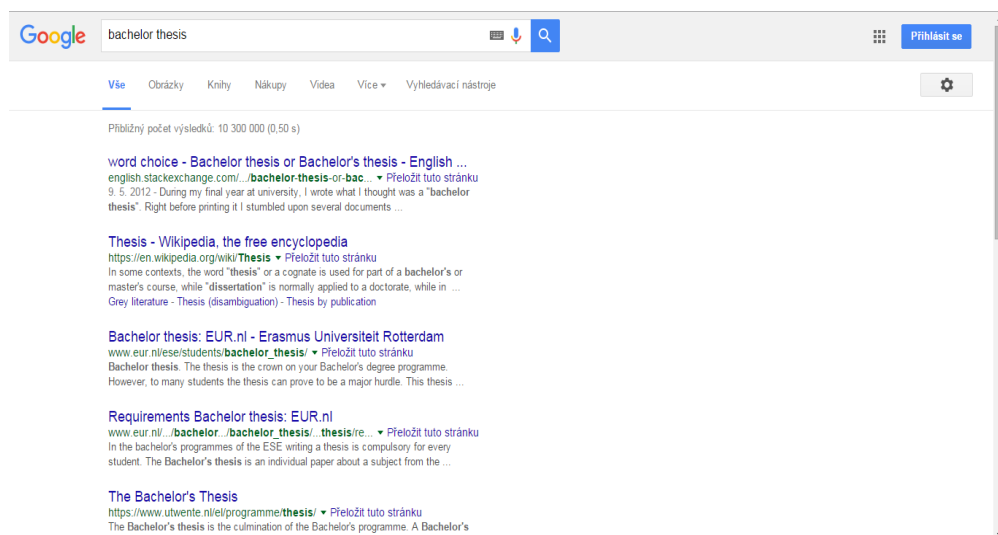 Google bachelor thesis Přihlásit se
Vše Obrázky Knihy Nákupy Videa Více Vyhledávací nástroje
Přibližný počet výsledků: 10 300 000 (0,50 s)
word choice - Bachelor thesis or Bachelor's thesis - English ...
english.stackexchange.com/.../bachelor-thesis-or-bac... Přeložit tuto stránku
9. 5. 2012 - During my final year at university, I wrote what I thought was a "bachelor
thesis". Right before printing it I stumbled upon several documents ...
Thesis - Wikipedia, the free encyclopedia
https://en.wikipedia.org/wiki/Thesis Přeložit tuto stránku
In some contexts, the word "thesis" or a cognate is used for part of a bachelor's or
master's course, while "dissertation" is normally applied to a doctorate, while in ...
Grey literature - Thesis (disambiguation) - Thesis by publication
Bachelor thesis: EUR.nl - Erasmus Universiteit Rotterdam
www.eur.nl/ese/students/bachelor_thesis/ Přeložit tuto stránku
Bachelor thesis. The thesis is the crown on your Bachelor's degree programme.
However, to many students the thesis can prove to be a major hurdle. This thesis ...
Requirements Bachelor thesis: EUR.nl
www.eur.nl/.../bachelor.../bachelor_thesis/...thesis/re... Přeložit tuto stránku
In the bachelor's programmes of the ESE writing a thesis is compulsory for every
student. The Bachelor's thesis is an individual paper about a subject from the ...
The Bachelor's Thesis
https://www.utwente.nl/el/programme/thesis/ Přeložit tuto stránku
The Bachelor's thesis is the culmination of the Bachelor's programme. A Bachelor's